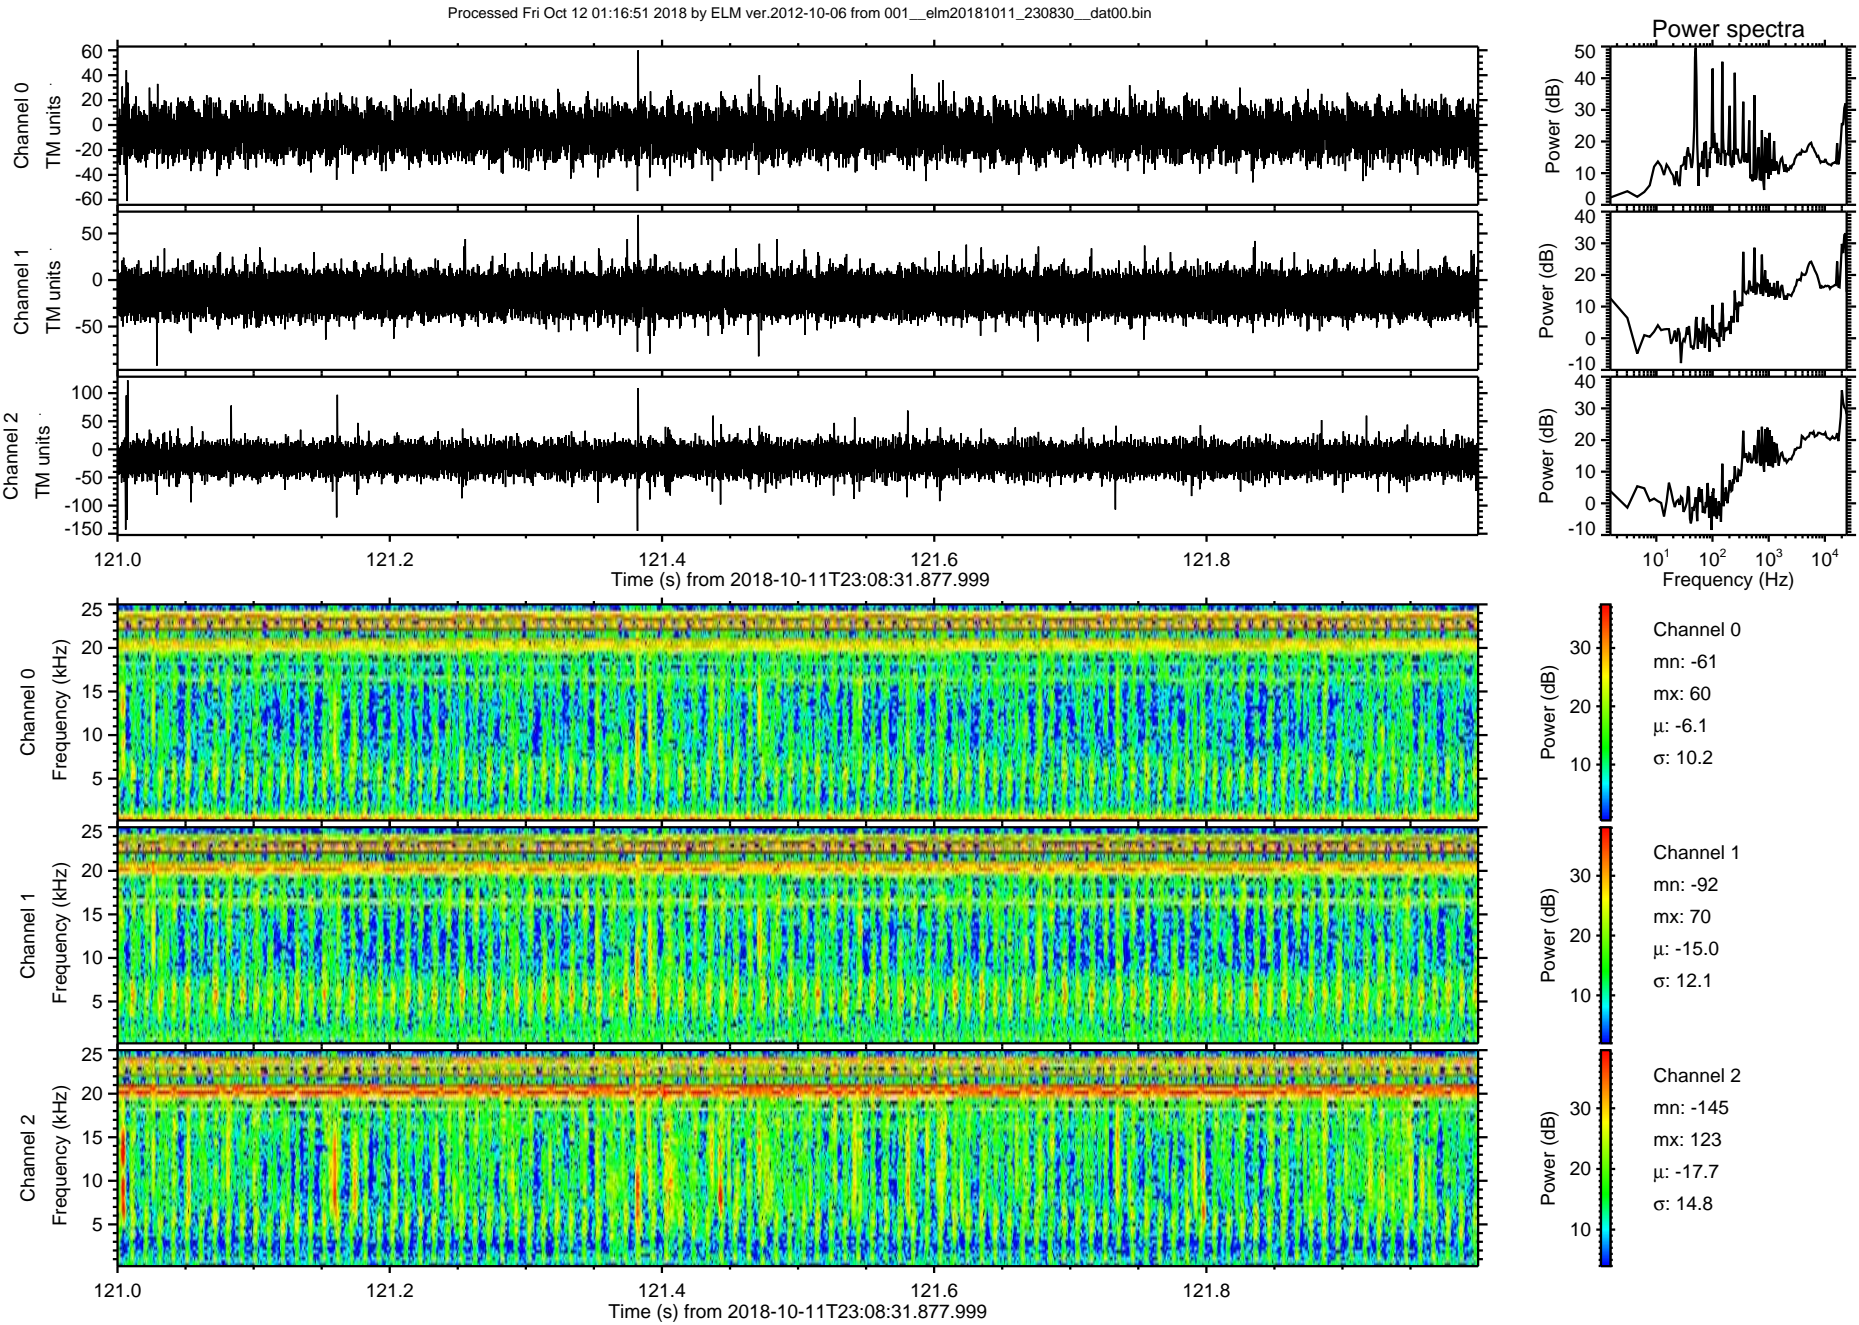 Processed Fri Oct 12 01:16:51 2018 by ELM ver.2012-10-06 from 001__elm20181011_230830__dat00.bin
Power spectra
Channel 0
TM units
60
40
20
0
-20
-40
-60
Power (dB)
50
40
30
20
10
0
Channel 1
TM units
50
0
-50
Power (dB)
40
30
20
10
0
-10
Channel 2
TM units
100
50
0
-50
-100
-150
Power (dB)
40
30
20
10
0
-10
121.0 121.2 121.4 121.6 121.8
Time (s) from 2018-10-11T23:08:31.877.999
10¹ 10² 10³ 10⁴
Frequency (Hz)
Channel 0
Frequency (kHz)
25
20
15
10
5
Power (dB)
30
20
10
Channel 0
mn: -61
mx: 60
μ: -6.1
σ: 10.2
Channel 1
Frequency (kHz)
25
20
15
10
5
Power (dB)
30
20
10
Channel 1
mn: -92
mx: 70
μ: -15.0
σ: 12.1
Channel 2
Frequency (kHz)
25
20
15
10
5
Power (dB)
30
20
10
Channel 2
mn: -145
mx: 123
μ: -17.7
σ: 14.8
121.0 121.2 121.4 121.6 121.8
Time (s) from 2018-10-11T23:08:31.877.999